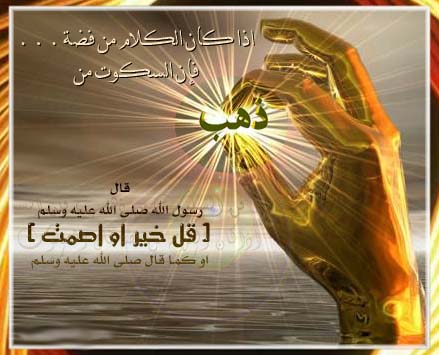 اذا كان الكلام من فضة . . .
فإن السكوت من
ذهب
قال
رسول الله صلى الله عليه وسلم
[ قل خير او اصمت ]
او كما قال صلى الله عليه وسلم